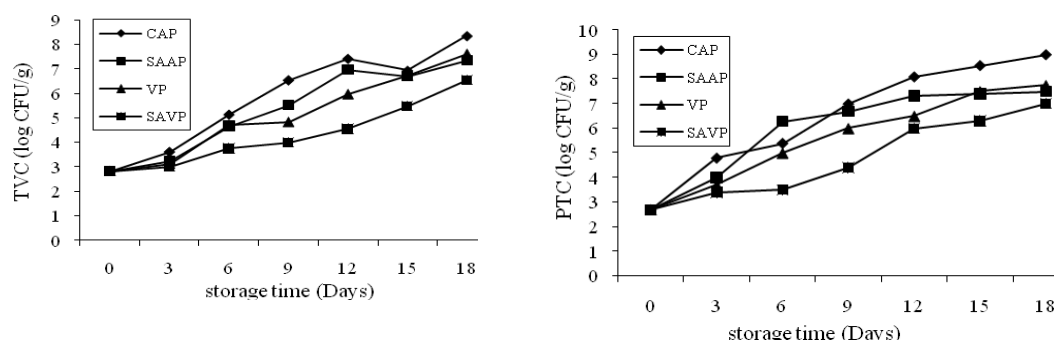 TVC (log CFU/g)
9
8
7
6
5
4
3
2
1
0
CAP
SAAP
VP
SAVP
0 3 6 9 12 15 18
storage time (Days)
PTC (log CFU/g)
10
9
8
7
6
5
4
3
2
1
0
CAP
SAAP
VP
SAVP
0 3 6 9 12 15 18
storage time (Days)